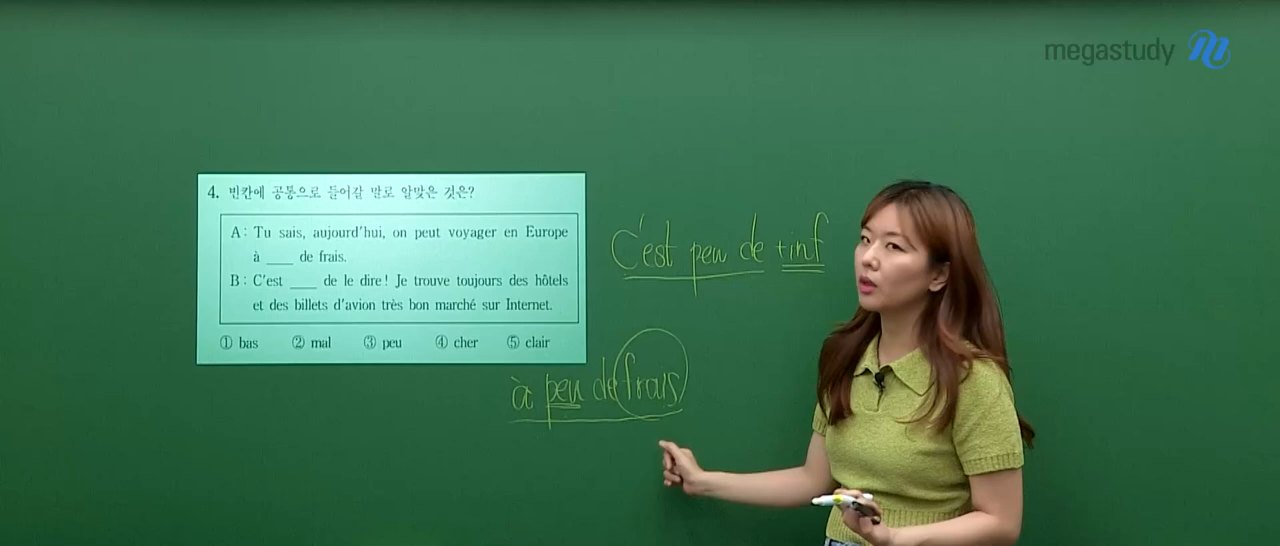 megastudy
4. 빈칸에 공통으로 들어갈 말로 알맞은 것은?
A : Tu sais, aujourd'hui, on peut voyager en Europe
à ___ de frais.
B : C'est ___ de le dire! Je trouve toujours des hôtels
et des billets d'avion très bon marché sur Internet.
① bas ② mal ③ peu ④ cher ⑤ clair
C'est peu de +inf
à peu de frais